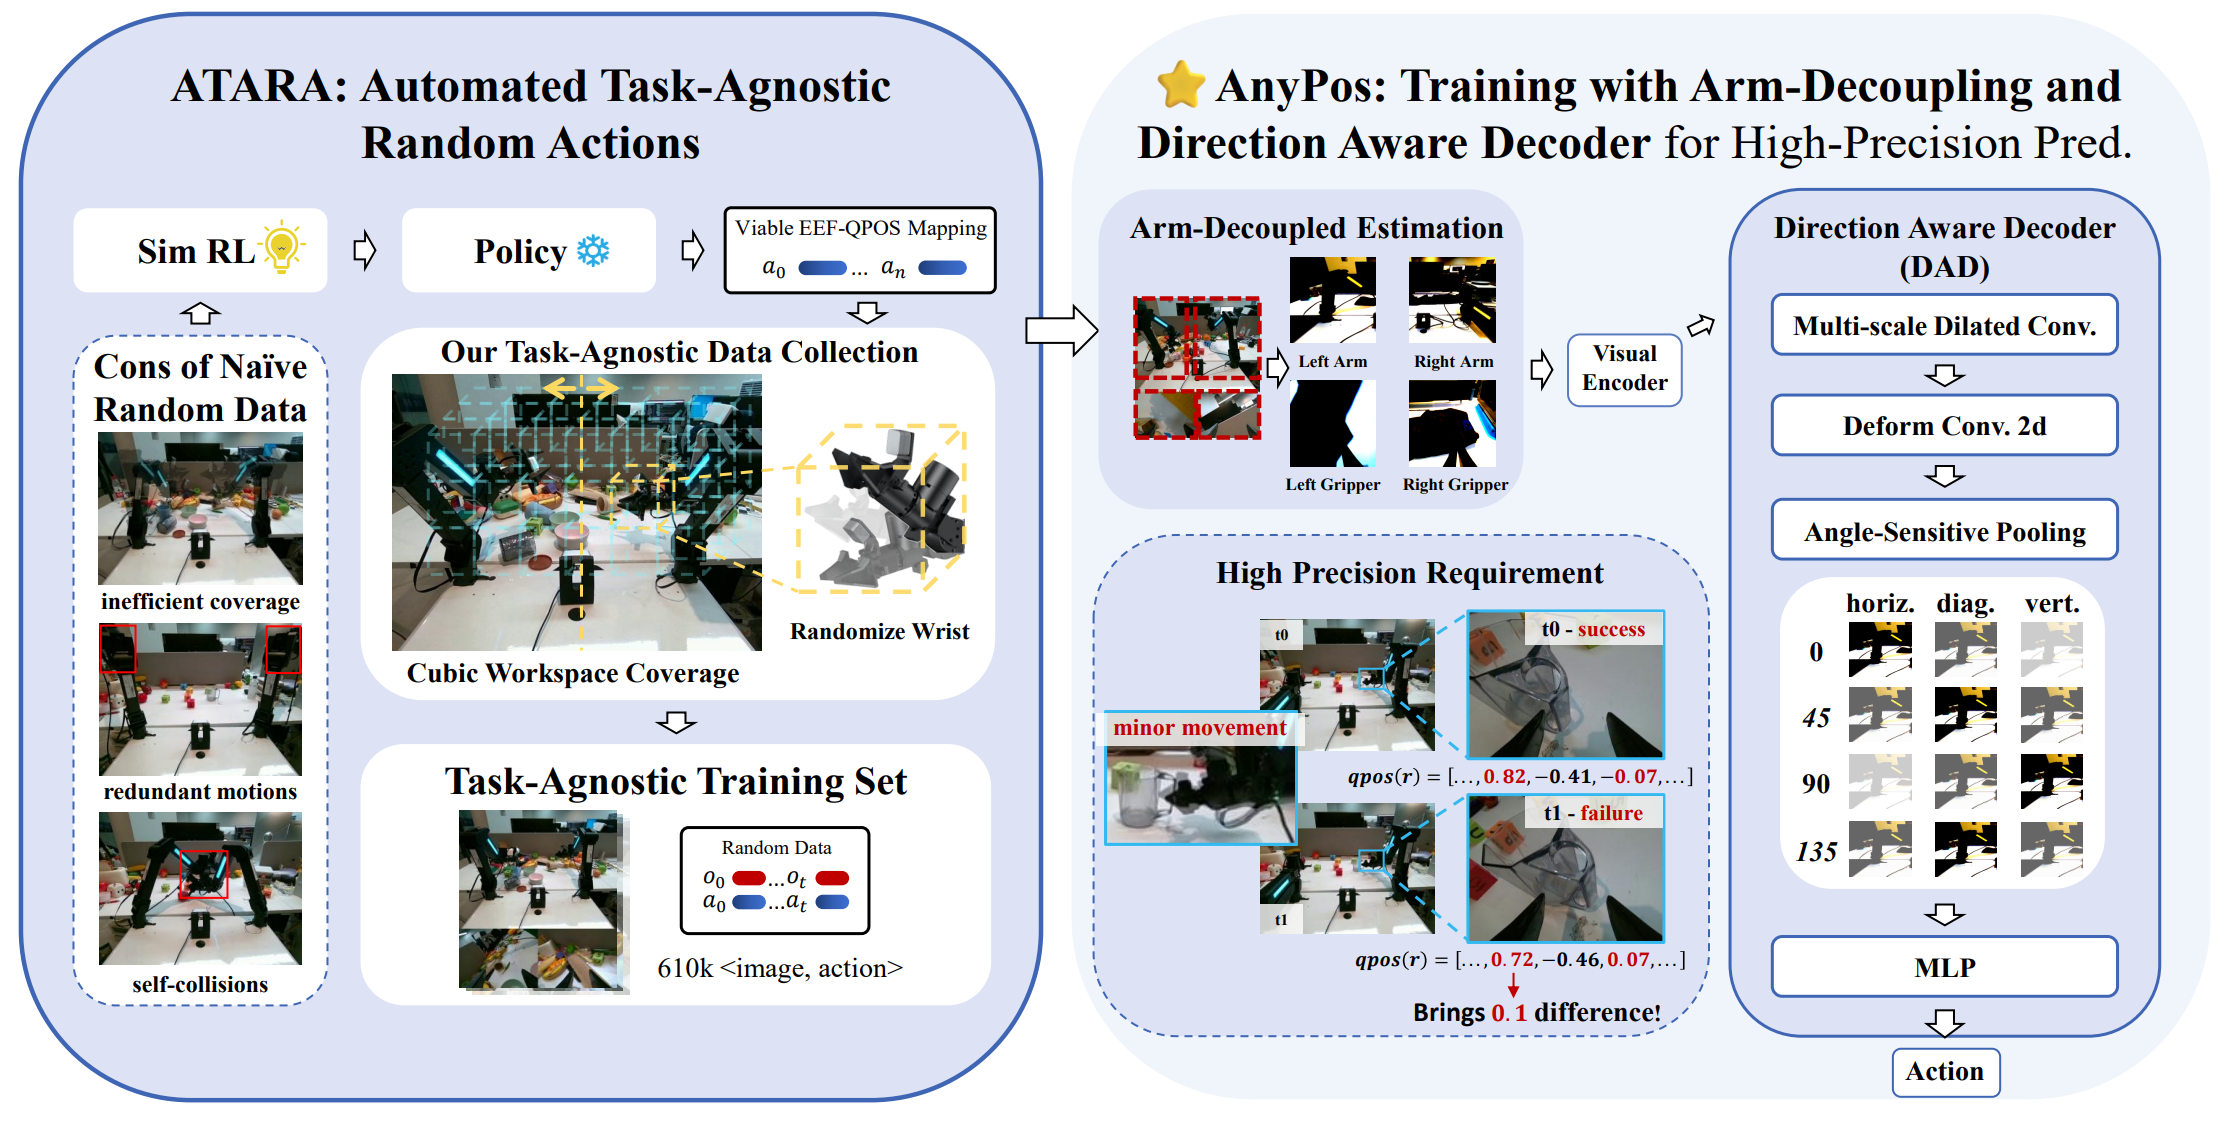 ATARA: Automated Task-Agnostic
Random Actions
Sim RL
Policy
Viable EEF-QPOS Mapping
a0 ... an
Cons of Naïve
Random Data
inefficient coverage
redundant motions
self-collisions
Our Task-Agnostic Data Collection
Randomize Wrist
Cubic Workspace Coverage
Task-Agnostic Training Set
Random Data
o0 ...ot
a0 ...at
610k <image, action>
AnyPos: Training with Arm-Decoupling and
Direction Aware Decoder for High-Precision Pred.
Arm-Decoupled Estimation
Left Arm
Right Arm
Left Gripper
Right Gripper
Visual
Encoder
High Precision Requirement
t0
t0 - success
minor movement
qpos(r) = [...,0.82,−0.41,−0.07,...]
t1 - failure
t1
qpos(r) = [...,0.72,−0.46,0.07,...]
Brings 0.1 difference!
Direction Aware Decoder
(DAD)
Multi-scale Dilated Conv.
Deform Conv. 2d
Angle-Sensitive Pooling
horiz. diag. vert.
0
45
90
135
MLP
Action